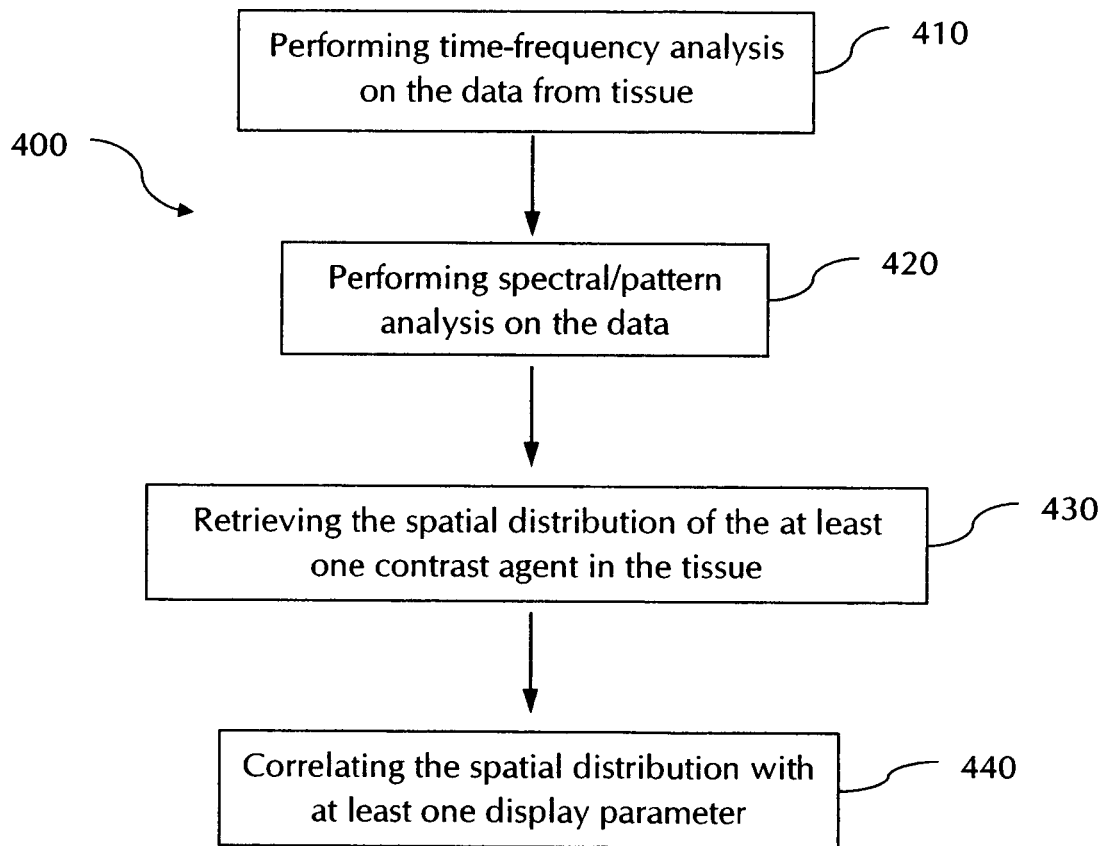 Performing time-frequency analysis
on the data from tissue
410
400
Performing spectral/pattern
analysis on the data
420
Retrieving the spatial distribution of the at least
one contrast agent in the tissue
430
Correlating the spatial distribution with
at least one display parameter
440